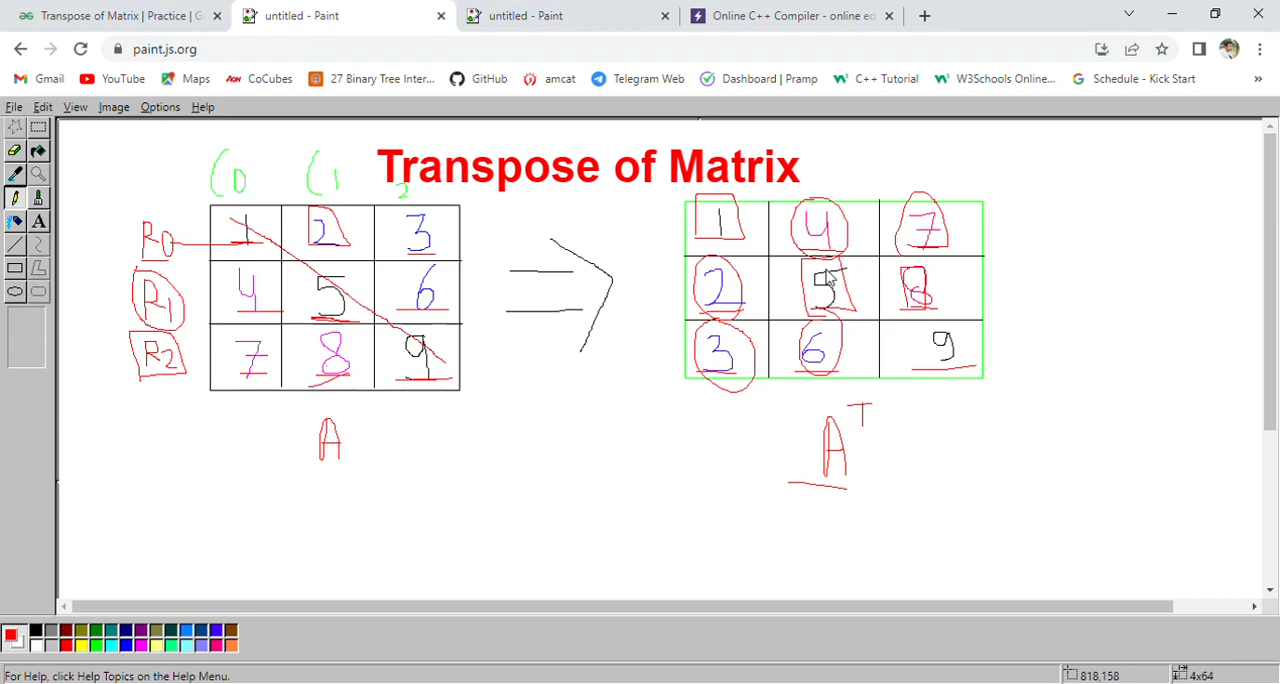 Transpose of Matrix | Practice | G
untitled - Paint
untitled - Paint
Online C++ Compiler - online ed
paint.js.org
Gmail
YouTube
Maps
CoCubes
27 Binary Tree Inter...
GitHub
amcat
Telegram Web
Dashboard | Pramp
C++ Tutorial
W3Schools Online...
Schedule - Kick Start
»
File Edit View Image Options Help
Transpose of Matrix
C0 C1 2
R0 1 2 3
R1 4 5 6
R2 7 8 9
A
1 4 7
2 5 8
3 6 9
A^T
For Help, click Help Topics on the Help Menu.
818,158
4x64